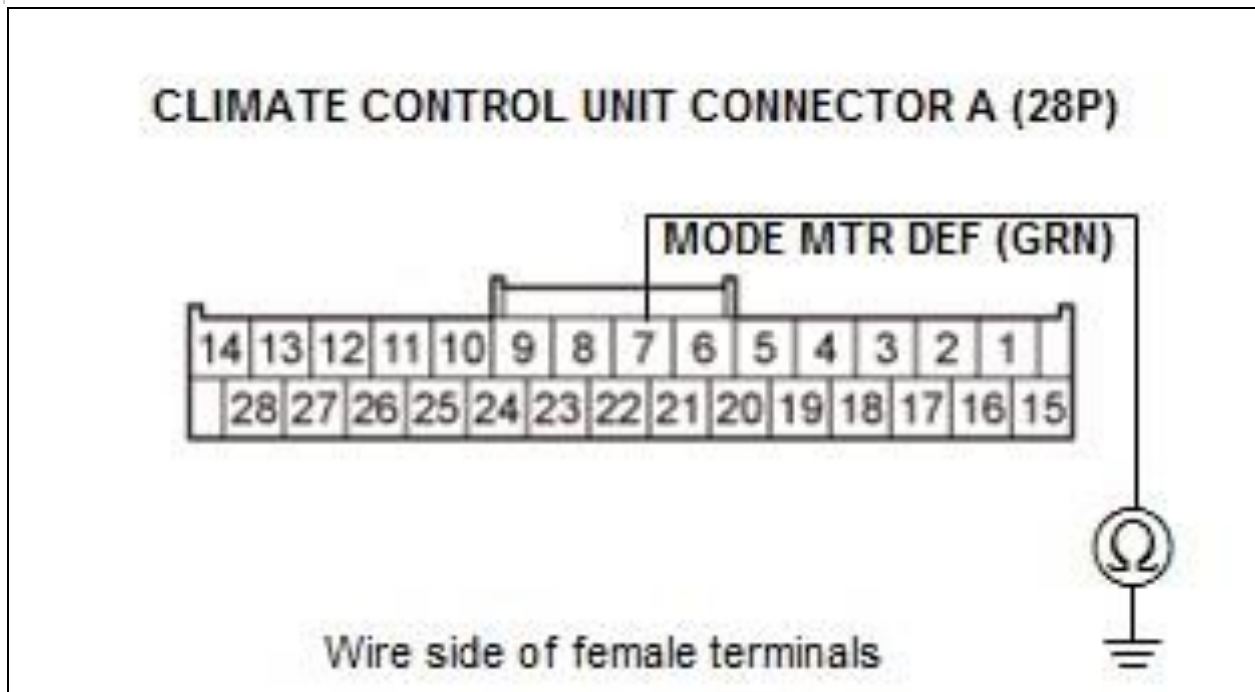 CLIMATE CONTROL UNIT CONNECTOR A (28P)
MODE MTR DEF (GRN)
14 13 12 11 10 9 8 7 6 5 4 3 2 1
28 27 26 25 24 23 22 21 20 19 18 17 16 15
Ω
Wire side of female terminals